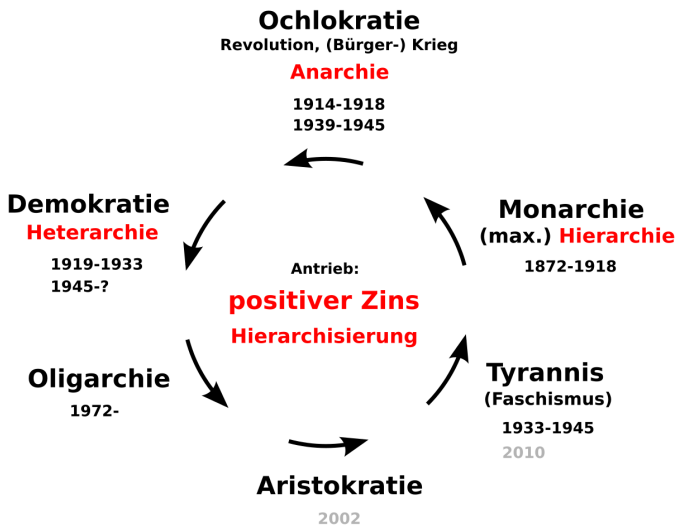 Ochlokratie
Revolution, (Bürger-) Krieg
Anarchie
1914-1918
1939-1945
Demokratie
Heterarchie
1919-1933
1945-?
Monarchie
(max.) Hierarchie
1872-1918
Antrieb:
positiver Zins
Hierarchisierung
Oligarchie
1972-
Tyrannis
(Faschismus)
1933-1945
2010
Aristokratie
2002